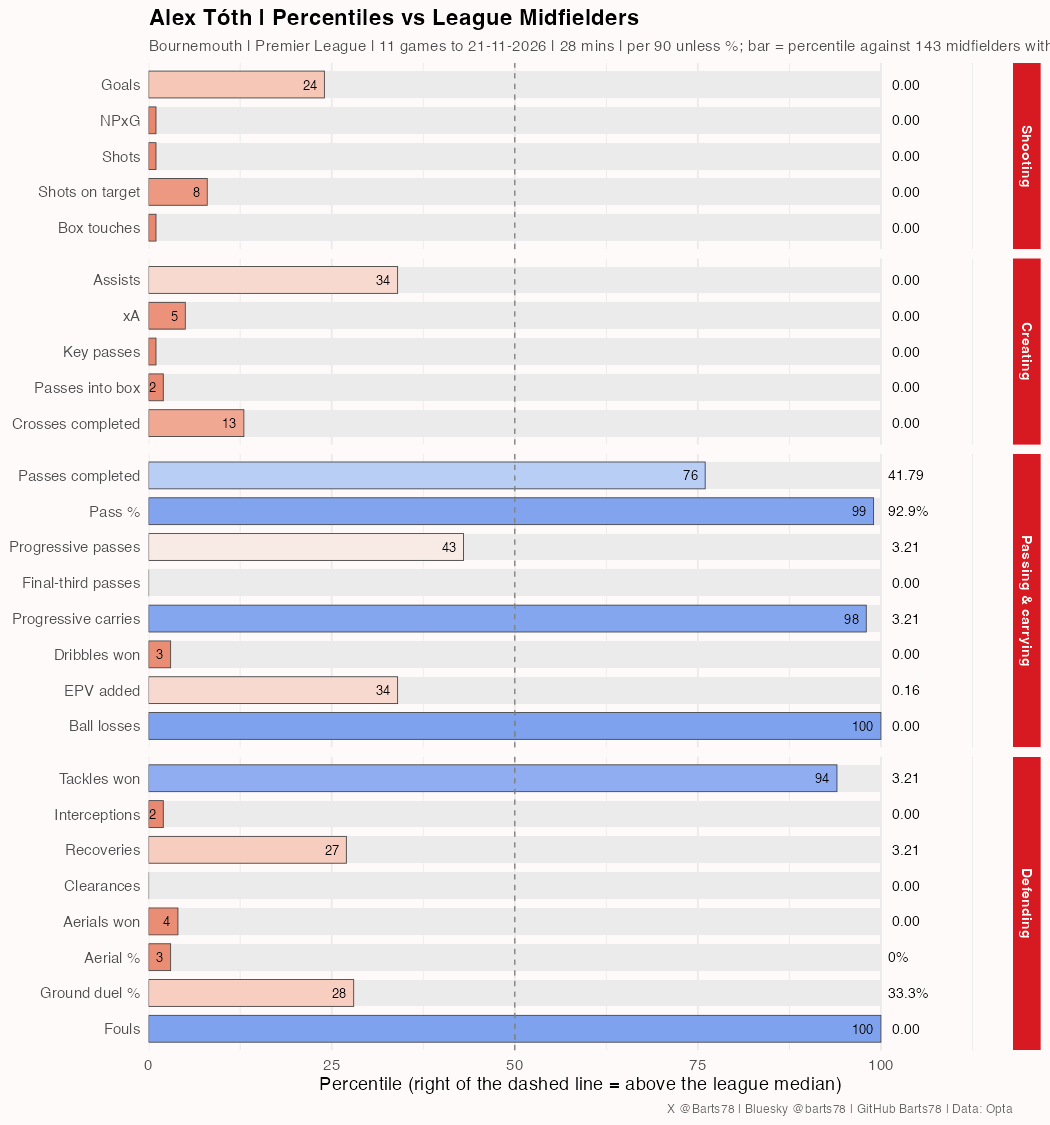 Alex Tóth | Percentiles vs League Midfielders
Bournemouth | Premier League | 11 games to 21-11-2026 | 28 mins | per 90 unless %; bar = percentile against 143 midfielders with
Goals 24 0.00
NPxG 0.00
Shots 0.00
Shots on target 8 0.00
Box touches 0.00
Shooting
Assists 34 0.00
xA 5 0.00
Key passes 0.00
Passes into box 2 0.00
Crosses completed 13 0.00
Creating
Passes completed 76 41.79
Pass % 99 92.9%
Progressive passes 43 3.21
Final-third passes 0.00
Progressive carries 98 3.21
Dribbles won 3 0.00
EPV added 34 0.16
Ball losses 100 0.00
Passing & carrying
Tackles won 94 3.21
Interceptions 2 0.00
Recoveries 27 3.21
Clearances 0.00
Aerials won 4 0.00
Aerial % 3 0%
Ground duel % 28 33.3%
Fouls 100 0.00
Defending
0 25 50 75 100
Percentile (right of the dashed line = above the league median)
X @Barts78 | Bluesky @barts78 | GitHub Barts78 | Data: Opta